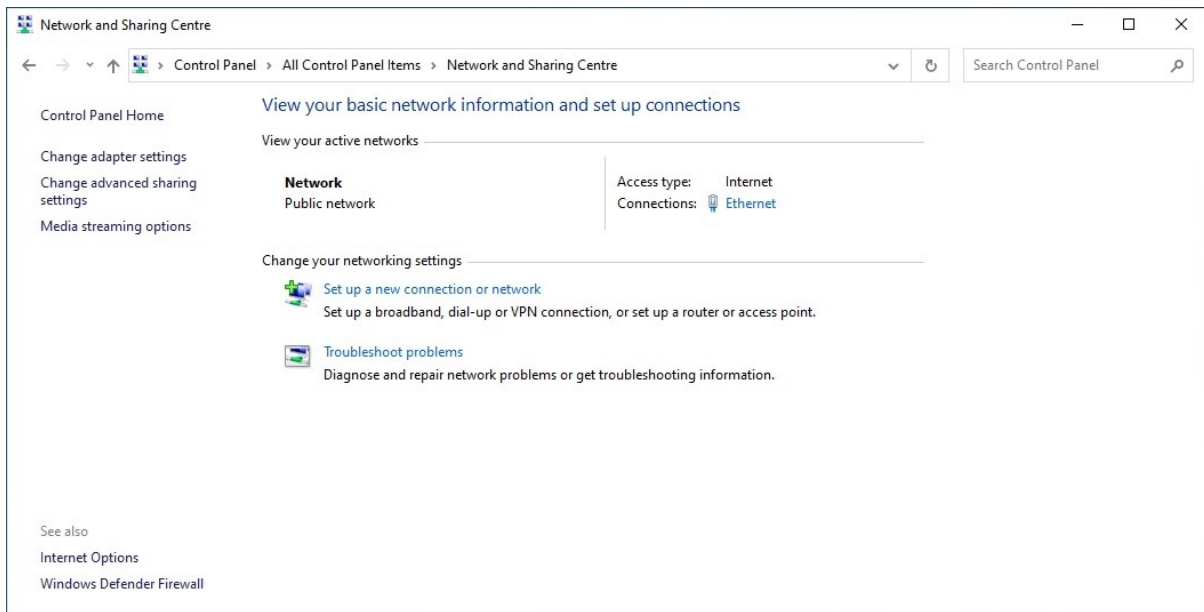 Network and Sharing Centre
Control Panel > All Control Panel Items > Network and Sharing Centre
Search Control Panel
Control Panel Home
Change adapter settings
Change advanced sharing
settings
Media streaming options
View your basic network information and set up connections
View your active networks
Network
Public network
Access type: Internet
Connections: Ethernet
Change your networking settings
Set up a new connection or network
Set up a broadband, dial-up or VPN connection, or set up a router or access point.
Troubleshoot problems
Diagnose and repair network problems or get troubleshooting information.
See also
Internet Options
Windows Defender Firewall